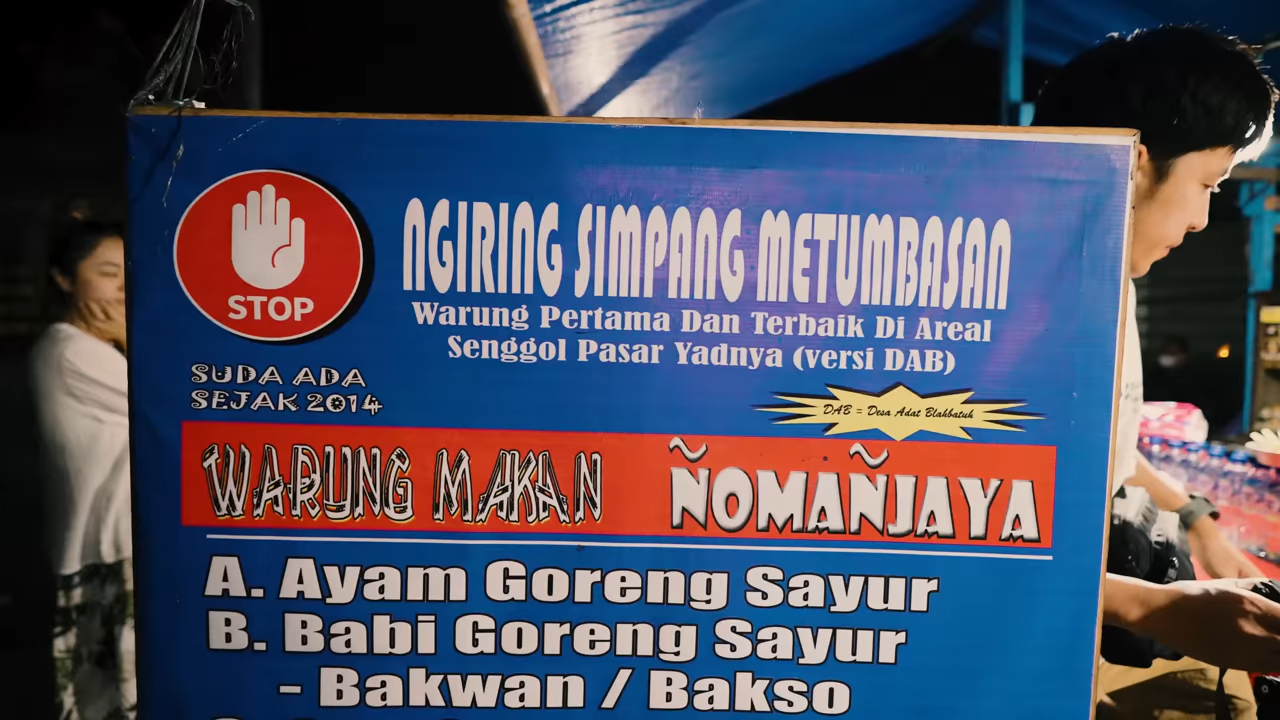 STOP
NGIRING SIMPANG METUMBASAN
Warung Pertama Dan Terbaik Di Areal
Senggol Pasar Yadnya (versi DAB)
SUDA ADA
SEJAK 2014
DAB = Desa Adat Blahbatuh
WARUNG MAKAN ÑOMAÑJAYA
A. Ayam Goreng Sayur
B. Babi Goreng Sayur
- Bakwan / Bakso